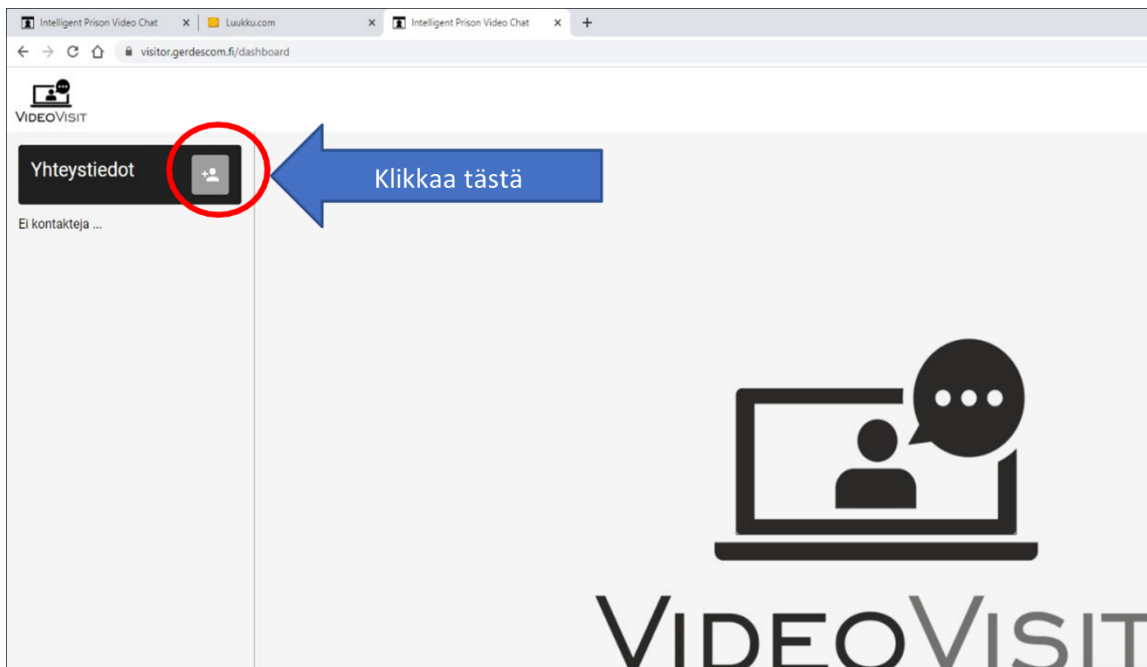 Intelligent Prison Video Chat
Luukku.com
Intelligent Prison Video Chat
visitor.gerdescom.fi/dashboard
VIDEOVISIT
Yhteystiedot
Klikkaa tästä
Ei kontakteja ...
VIDEOVISIT